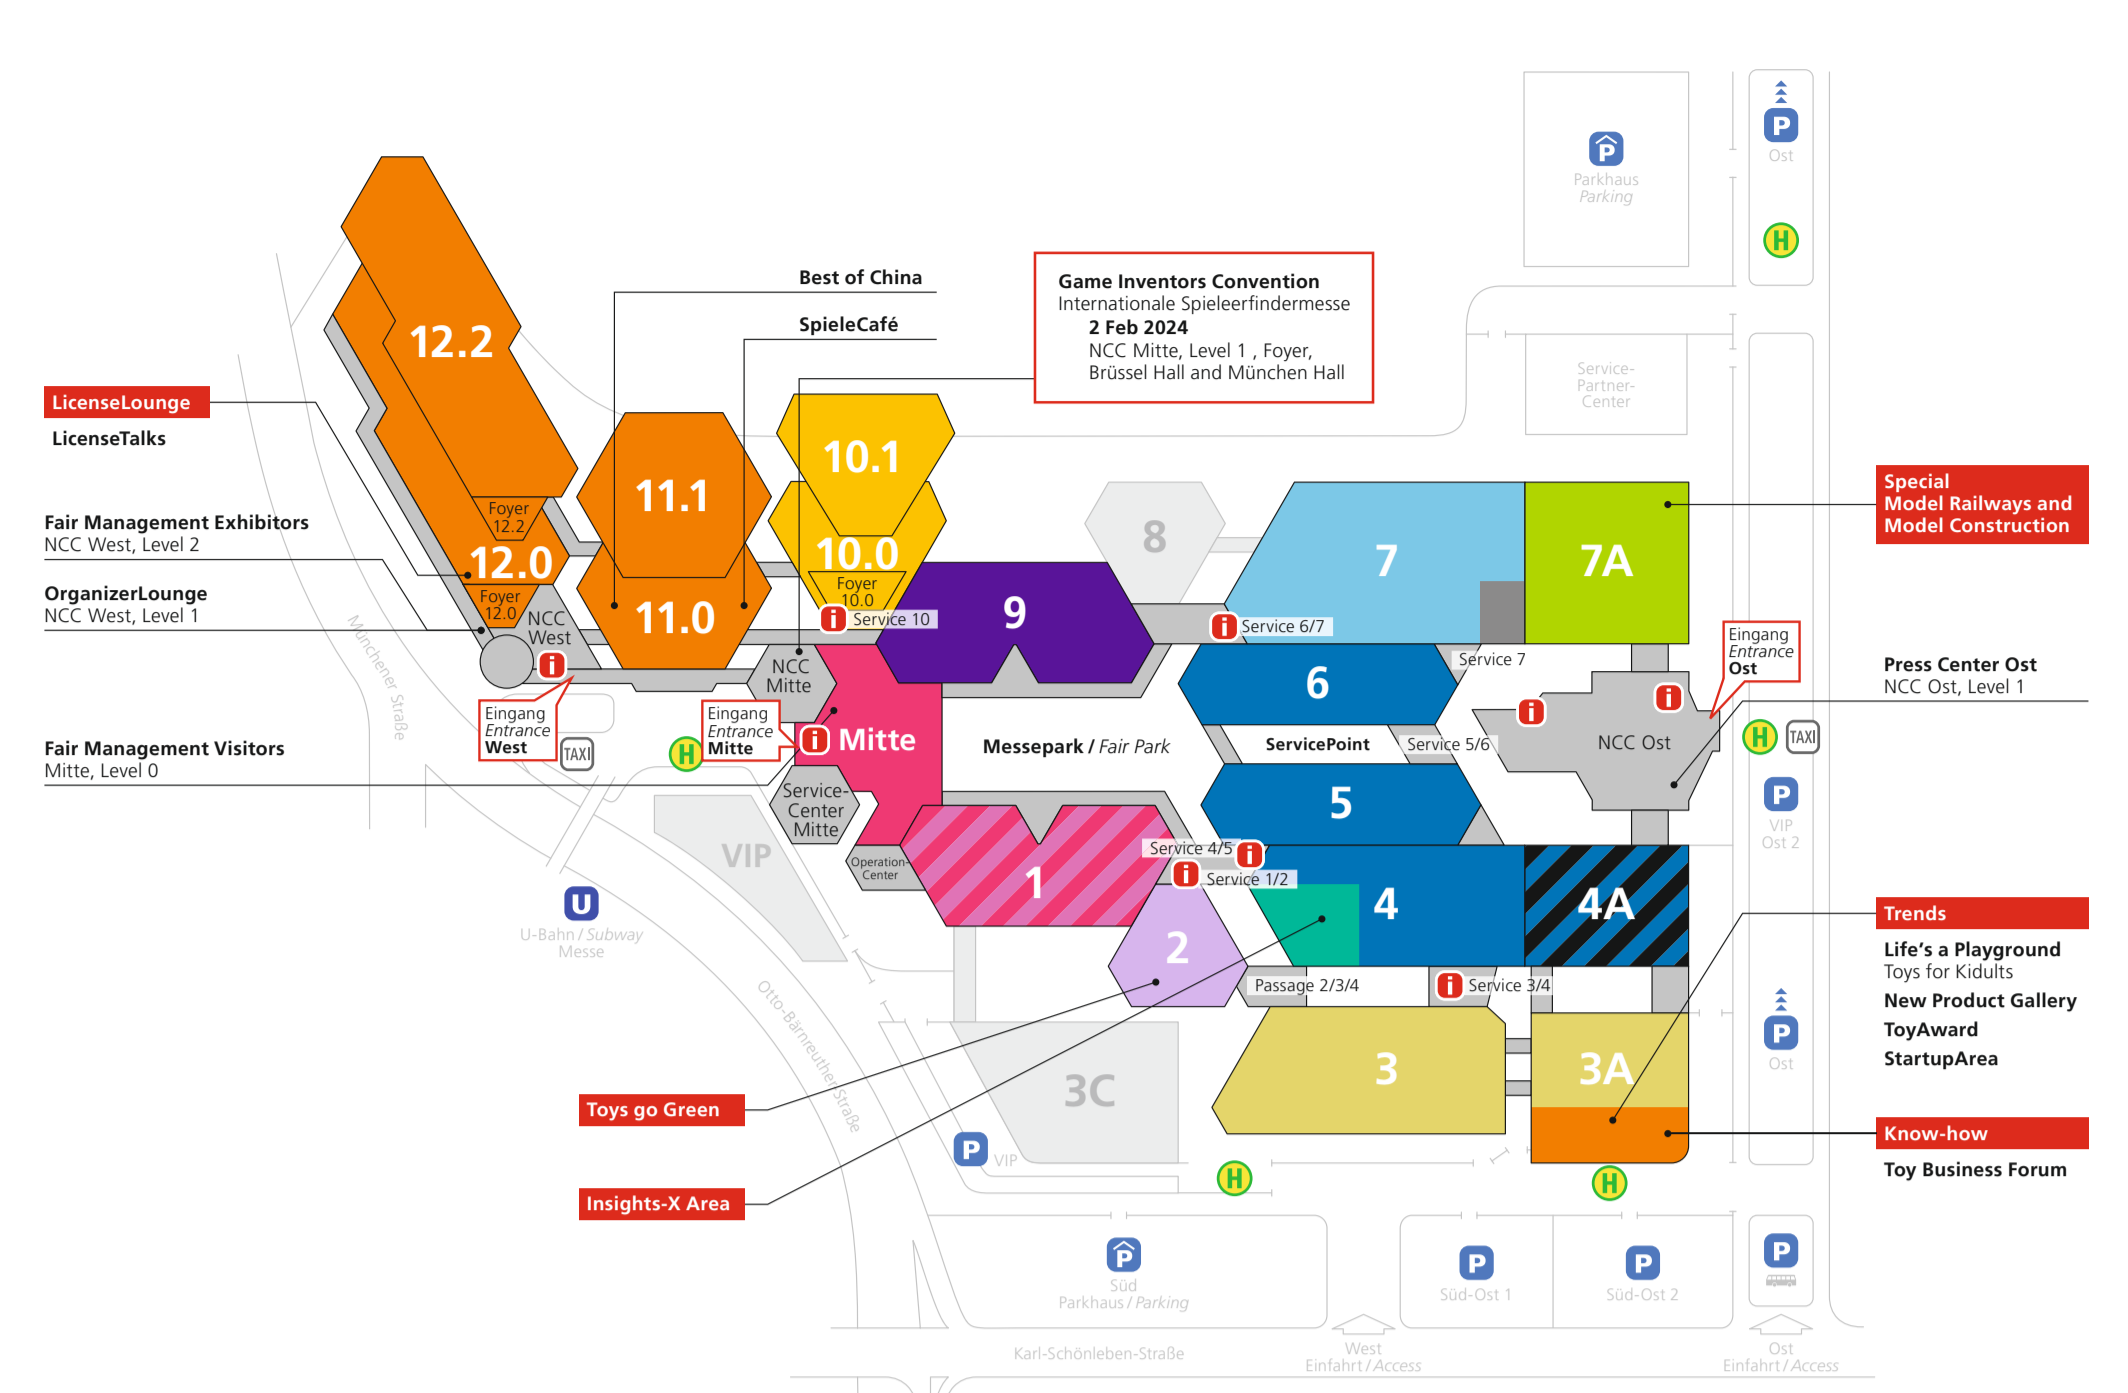 P
Ost
P
Parkhaus
Parking
H
Best of China
SpieleCafé
Game Inventors Convention
Internationale Spieleerfindermesse
2 Feb 2024
NCC Mitte, Level 1 , Foyer,
Brüssel Hall and München Hall
Service-
Partner-
Center
12.2
LicenseLounge
LicenseTalks
10.1
11.1
Foyer
12.2
12.0
Foyer
12.0
10.0
Foyer
10.0
i Service 10
11.0
9
8
7
7A
Special
Model Railways and
Model Construction
Fair Management Exhibitors
NCC West, Level 2
OrganizerLounge
NCC West, Level 1
Münchener Straße
NCC
West
i
i Service 6/7
Service 7
6
NCC
Mitte
Eingang
Entrance
West
TAXI
H
Eingang
Entrance
Mitte
i
Mitte
Messepark / Fair Park
ServicePoint
Service 5/6
i
i
NCC Ost
Eingang
Entrance
Ost
Press Center Ost
NCC Ost, Level 1
H
TAXI
P
VIP
Ost 2
Fair Management Visitors
Mitte, Level 0
Service-
Center
Mitte
Operation-
Center
VIP
5
Service 4/5 i
i Service 1/2
1
2
4
4A
U
U-Bahn / Subway
Messe
Otto-Bärnreuther-Straße
Passage 2/3/4
i Service 3/4
Trends
Life's a Playground
Toys for Kidults
New Product Gallery
ToyAward
StartupArea
P
Ost
3
3A
3C
Toys go Green
Insights-X Area
P VIP
H
H
Know-how
Toy Business Forum
P
Süd
Parkhaus / Parking
P
Süd-Ost 1
P
Süd-Ost 2
P
Karl-Schönleben-Straße
West
Einfahrt / Access
Ost
Einfahrt / Access